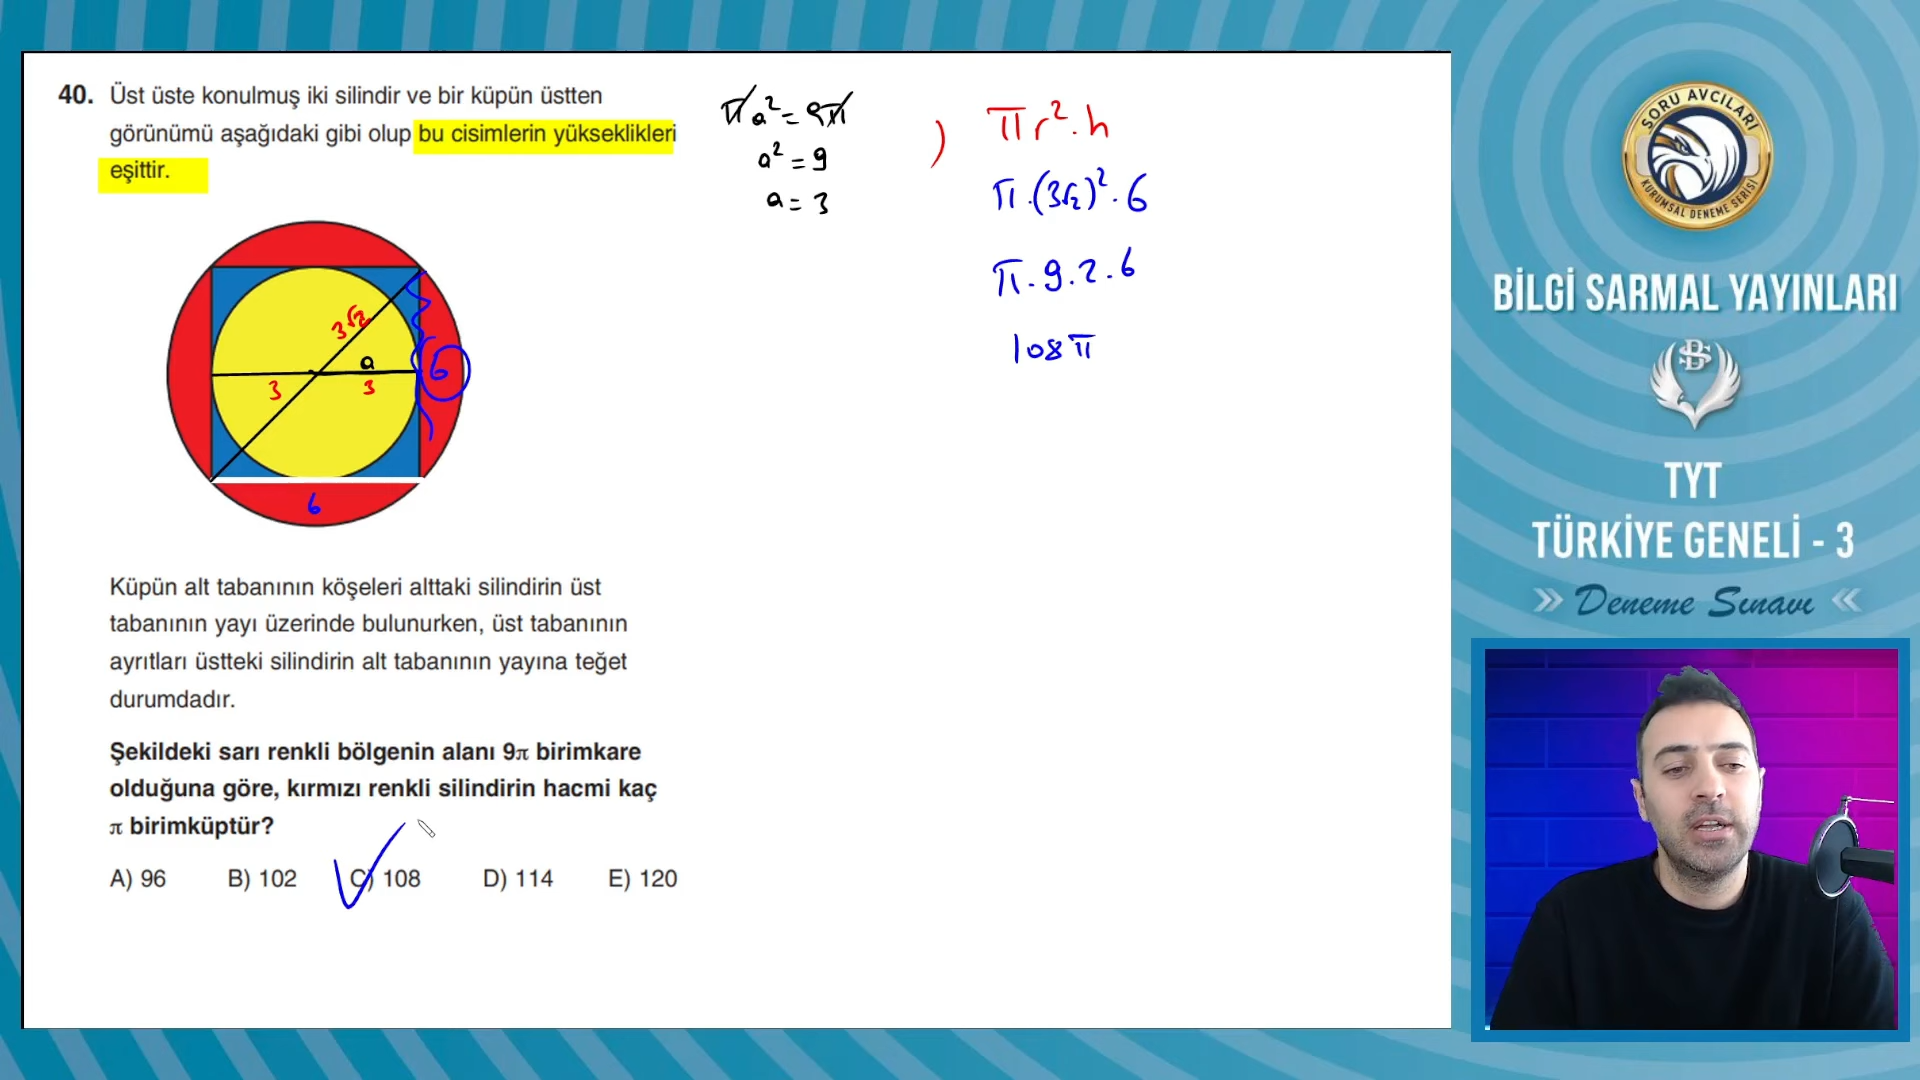 40. Üst üste konulmuş iki silindir ve bir küpün üstten
görünümü aşağıdaki gibi olup bu cisimlerin yükseklikleri
eşittir.
3√2
a
3
3
6
6
Küpün alt tabanının köşeleri alttaki silindirin üst
tabanının yayı üzerinde bulunurken, üst tabanının
ayrıtları üstteki silindirin alt tabanının yayına teğet
durumdadır.
Şekildeki sarı renkli bölgenin alanı 9π birimkare
olduğuna göre, kırmızı renkli silindirin hacmi kaç
π birimküptür?
A) 96 B) 102 C) 108 D) 114 E) 120
πa² = 9π
a² = 9
a = 3
) πr².h
π.(3√2)².6
π.9.2.6
108π
SORU AVCILARI
KURUMSAL DENEME SERİSİ
BİLGİ SARMAL YAYINLARI
BS
TYT
TÜRKİYE GENELİ - 3
Deneme Sınavı